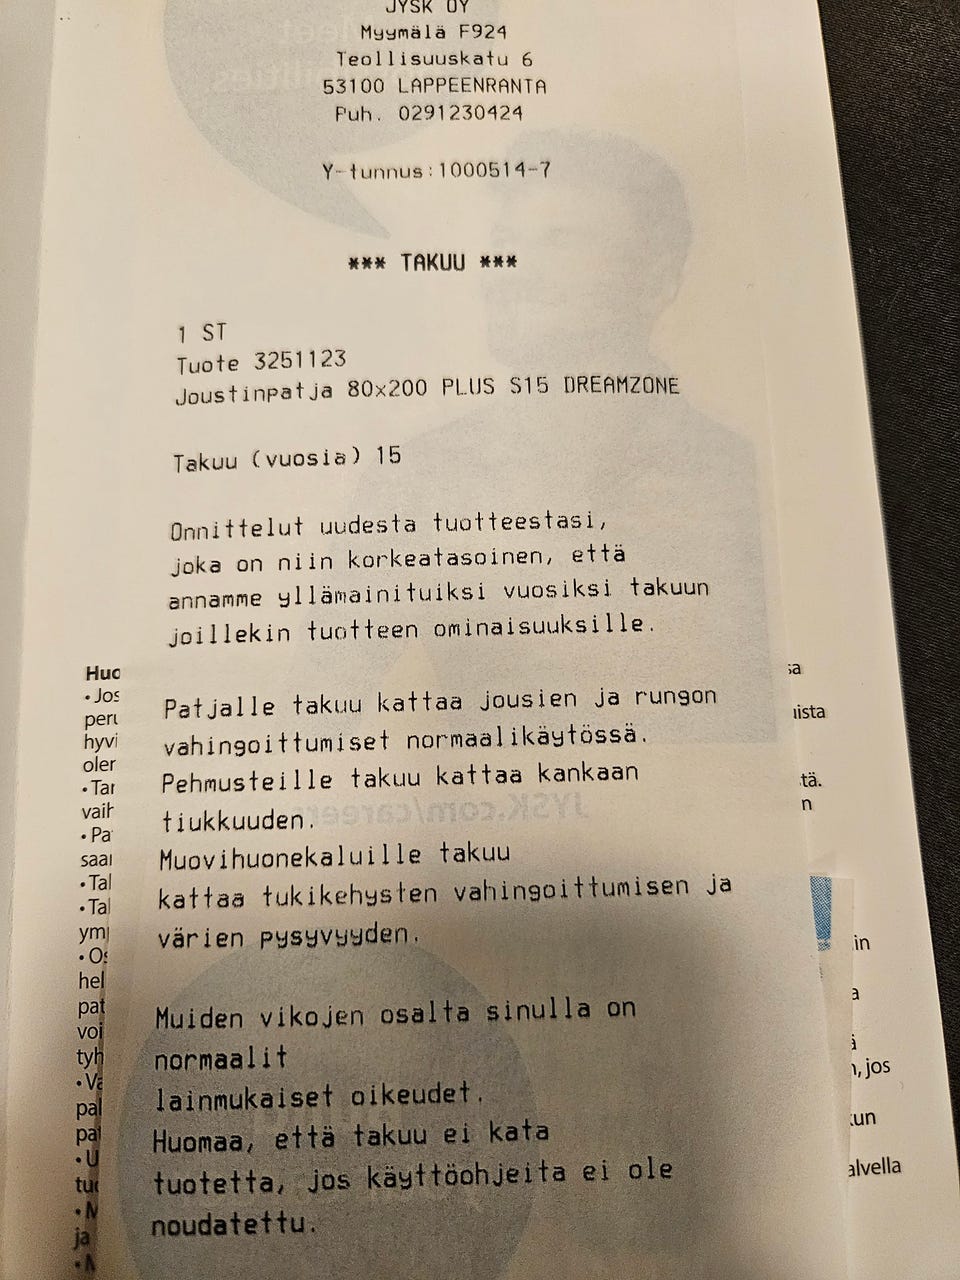 JYSK OY
Myymälä F924
Teollisuuskatu 6
53100 LAPPEENRANTA
Puh. 0291230424
Y-tunnus:1000514-7
*** TAKUU ***
1 ST
Tuote 3251123
Joustinpatja 80x200 PLUS S15 DREAMZONE
Takuu (vuosia) 15
Onnittelut uudesta tuotteestasi,
joka on niin korkeatasoinen, että
annamme yllämainituiksi vuosiksi takuun
joillekin tuotteen ominaisuuksille.
Patjalle takuu kattaa jousien ja rungon
vahingoittumiset normaalikäytössä.
Pehmusteille takuu kattaa kankaan
tiukkuuden.
Muovihuonekaluille takuu
kattaa tukikehysten vahingoittumisen ja
värien pysyvyyden.
Muiden vikojen osalta sinulla on
normaalit
lainmukaiset oikeudet.
Huomaa, että takuu ei kata
tuotetta, jos käyttöohjeita ei ole
noudatettu.
JYSK.com/careers